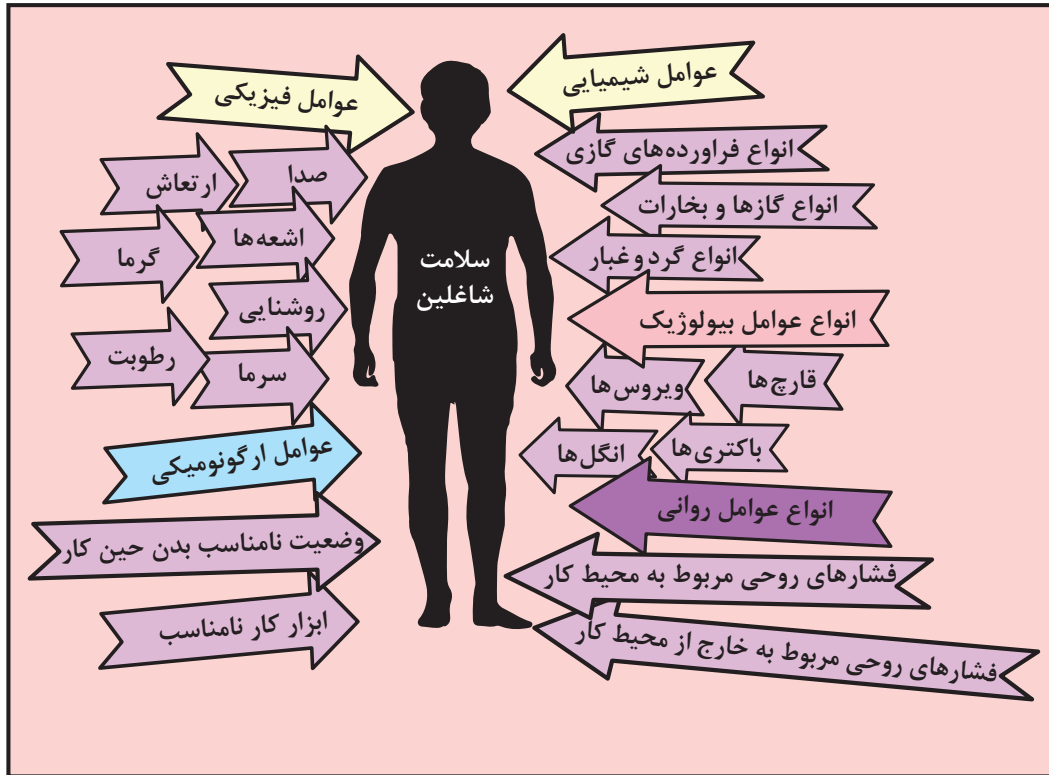 عوامل شیمیایی
انواع فراورده‌های گازی
انواع گازها و بخارات
انواع گرد و غبار
انواع عوامل بیولوژیک
قارچ‌ها
ویروس‌ها
باکتری‌ها
انگل‌ها
انواع عوامل روانی
فشارهای روحی مربوط به محیط کار
فشارهای روحی مربوط به خارج از محیط کار
سلامت
شاغلین
عوامل فیزیکی
صدا
ارتعاش
اشعه‌ها
گرما
روشنایی
رطوبت
سرما
عوامل ارگونومیکی
وضعیت نامناسب بدن حین کار
ابزار کار نامناسب